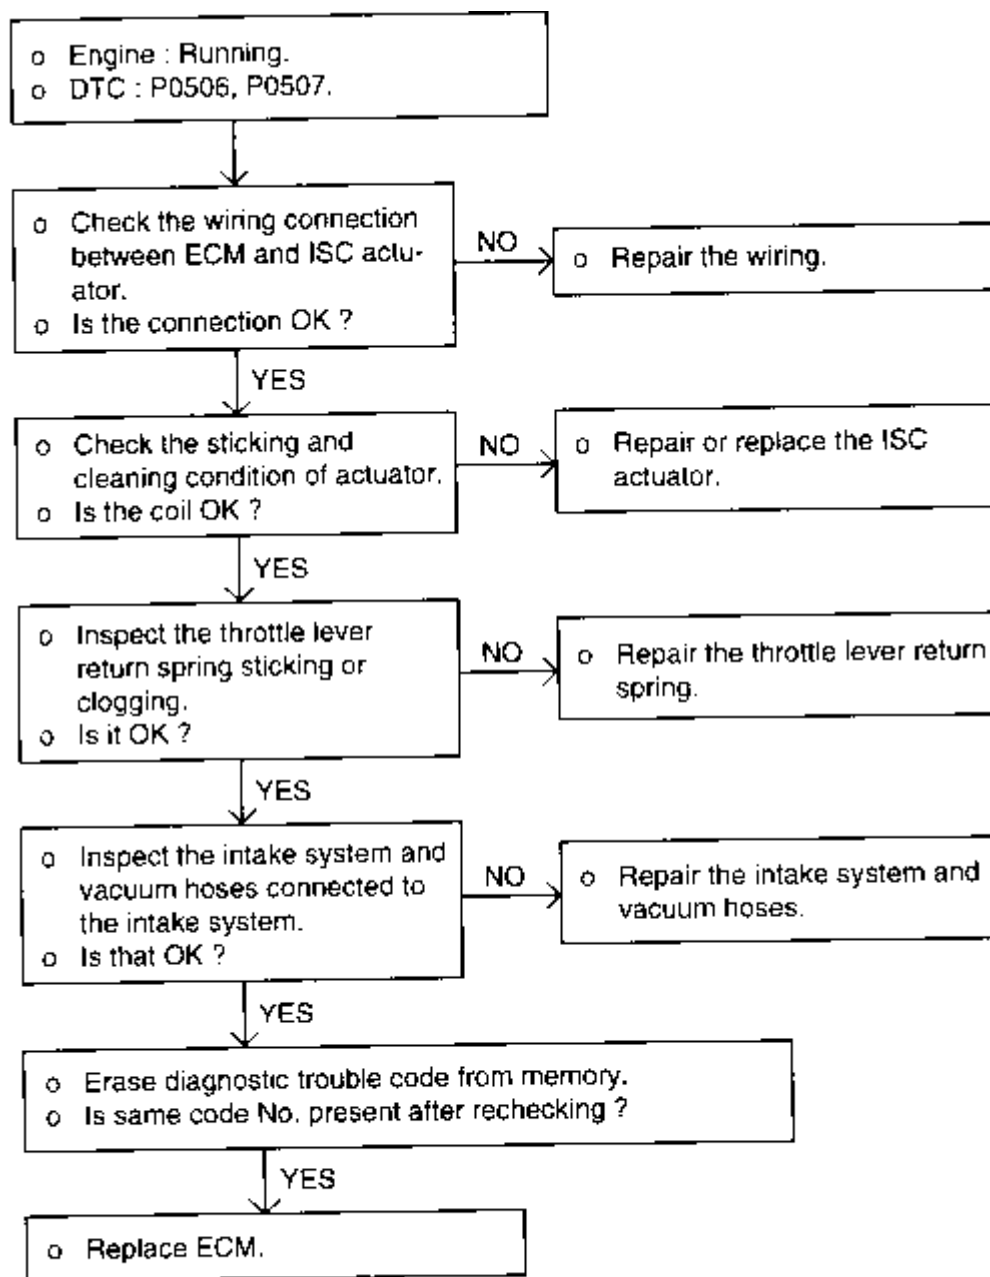 o Engine : Running.
o DTC : P0506, P0507.
o Check the wiring connection
between ECM and ISC actu-
ator.
o Is the connection OK ?
NO
o Repair the wiring.
YES
o Check the sticking and
cleaning condition of actuator.
o Is the coil OK ?
NO
o Repair or replace the ISC
actuator.
YES
o Inspect the throttle lever
return spring sticking or
clogging.
o Is it OK ?
NO
o Repair the throttle lever return
spring.
YES
o Inspect the intake system and
vacuum hoses connected to
the intake system.
o Is that OK ?
NO
o Repair the intake system and
vacuum hoses.
YES
o Erase diagnostic trouble code from memory.
o Is same code No. present after rechecking ?
YES
o Replace ECM.